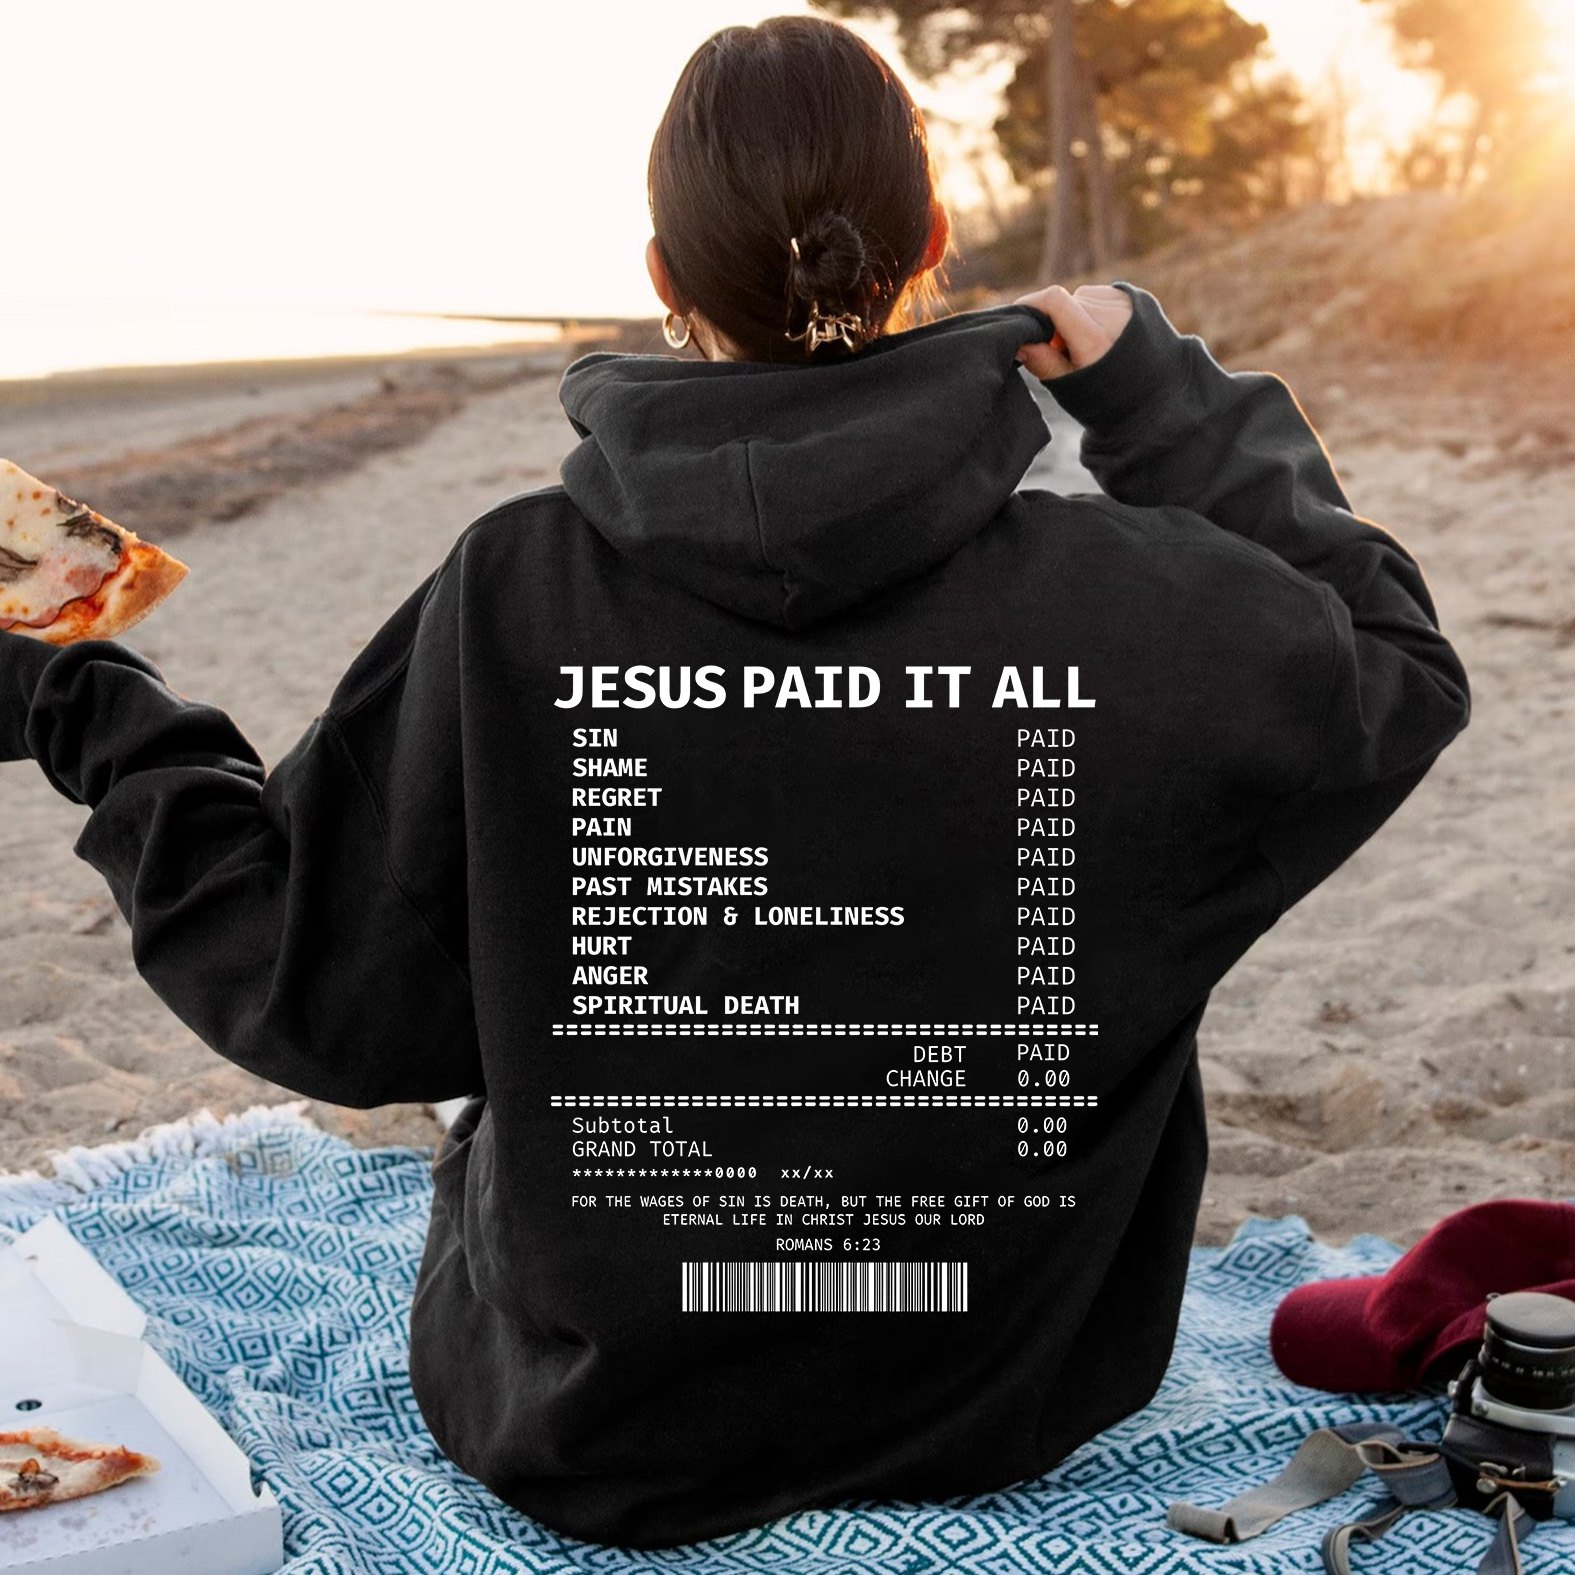 JESUS PAID IT ALL
SIN PAID
SHAME PAID
REGRET PAID
PAIN PAID
UNFORGIVENESS PAID
PAST MISTAKES PAID
REJECTION & LONELINESS PAID
HURT PAID
ANGER PAID
SPIRITUAL DEATH PAID
=======================================
DEBT PAID
CHANGE 0.00
=======================================
Subtotal 0.00
GRAND TOTAL 0.00
*************0000 xx/xx
FOR THE WAGES OF SIN IS DEATH, BUT THE FREE GIFT OF GOD IS
ETERNAL LIFE IN CHRIST JESUS OUR LORD
ROMANS 6:23